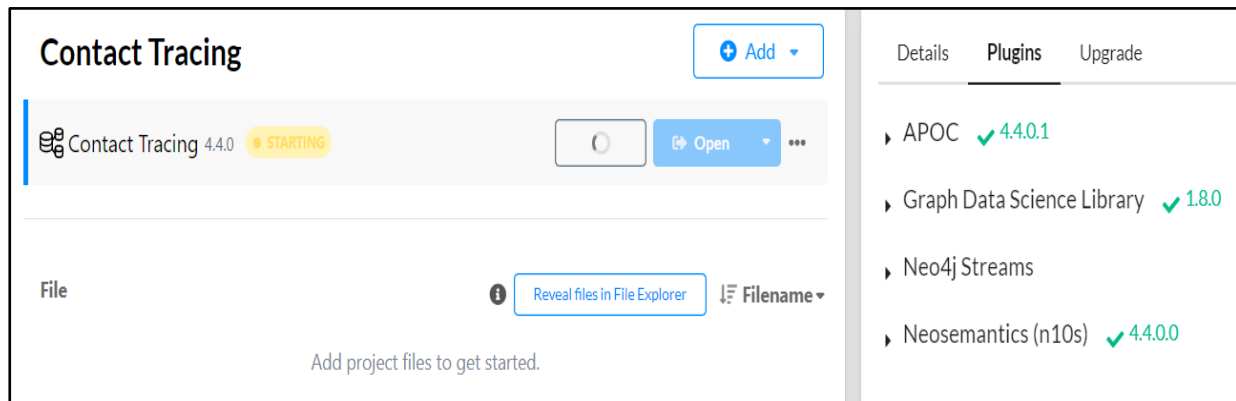 Contact Tracing
Add
Contact Tracing 4.4.0 STARTING
Open
File
Reveal files in File Explorer
Filename
Add project files to get started.
Details Plugins Upgrade
APOC 4.4.0.1
Graph Data Science Library 1.8.0
Neo4j Streams
Neosemantics (n10s) 4.4.0.0